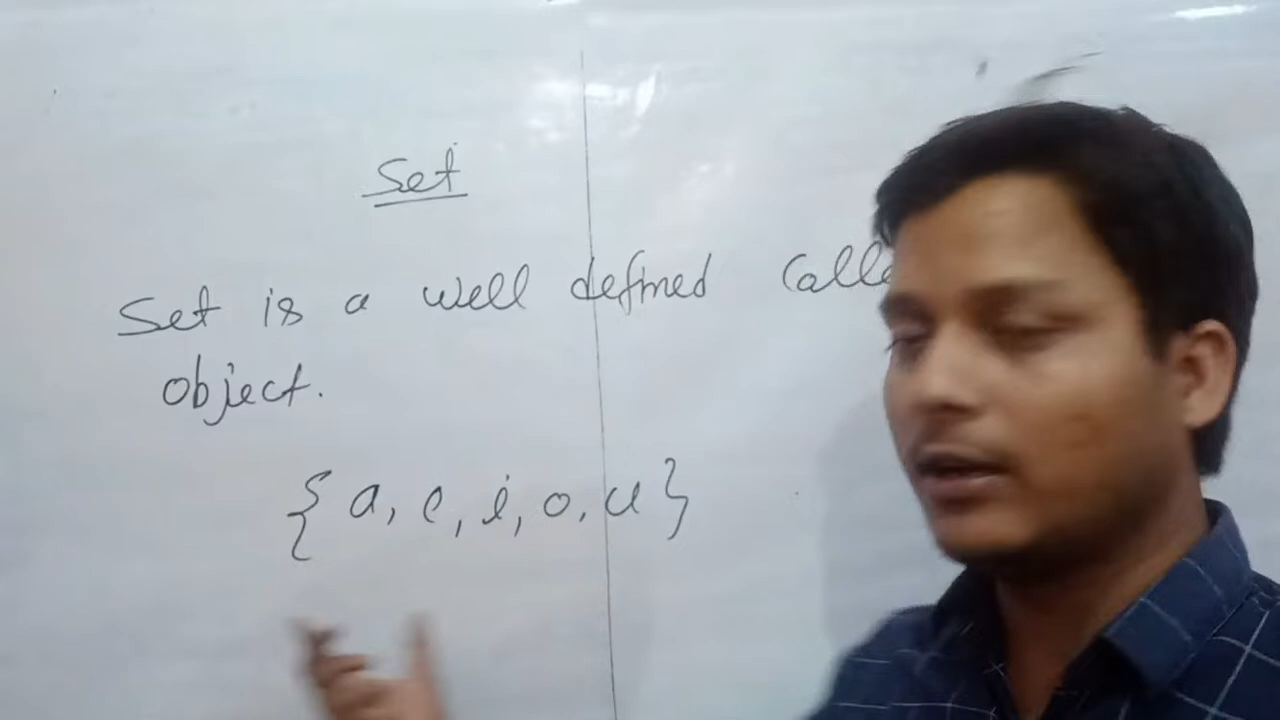 Set
Set is a well defined
object.
{a, e, i, o, u}